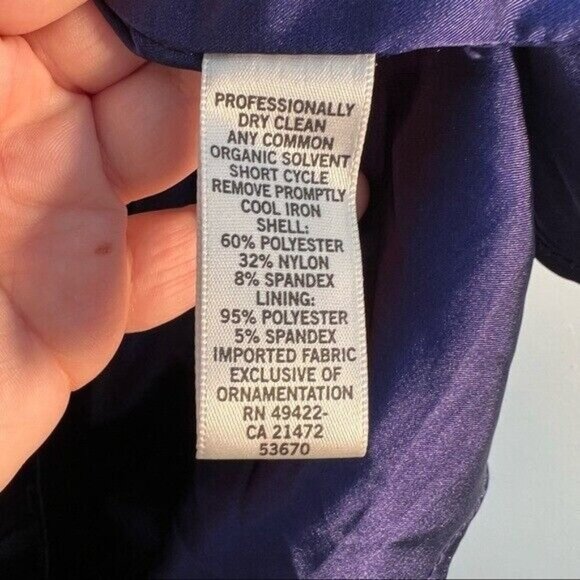 PROFESSIONALLY
DRY CLEAN
ANY COMMON
ORGANIC SOLVENT
SHORT CYCLE
REMOVE PROMPTLY
COOL IRON
SHELL:
60% POLYESTER
32% NYLON
8% SPANDEX
LINING:
95% POLYESTER
5% SPANDEX
IMPORTED FABRIC
EXCLUSIVE OF
ORNAMENTATION
RN 49422-
CA 21472
53670